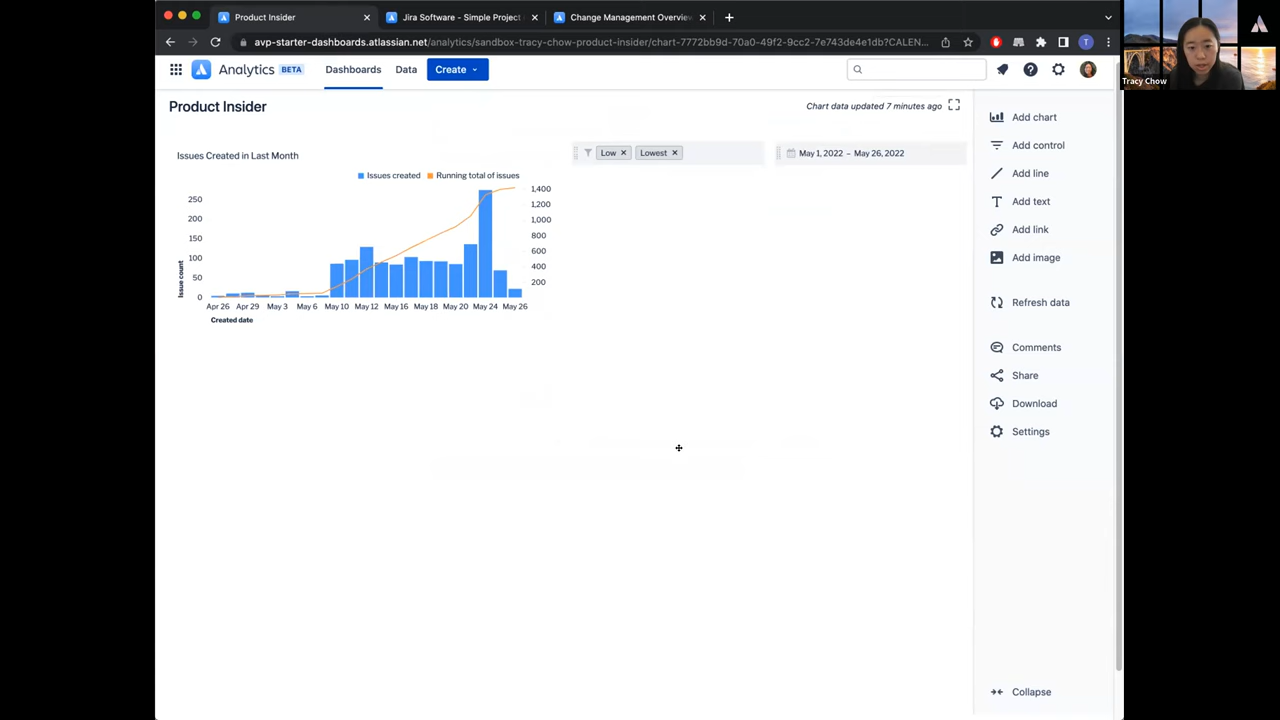 Product Insider
Jira Software - Simple Project
Change Management Overview
avp-starter-dashboards.atlassian.net/analytics/sandbox-tracy-chow-product-insider/chart-7772bb9d-70a0-49f2-9cc2-7e743de4e1db?CALEN...
T
Tracy Chow
Analytics BETA Dashboards Data Create
Product Insider
Chart data updated 7 minutes ago
Issues Created in Last Month
Low Lowest
May 1, 2022 – May 26, 2022
Issues created Running total of issues
250
200
150
100
50
0
Issue count
1,400
1,200
1,000
800
600
400
200
Apr 26 Apr 29 May 3 May 6 May 10 May 12 May 16 May 18 May 20 May 24 May 26
Created date
Add chart
Add control
Add line
Add text
Add link
Add image
Refresh data
Comments
Share
Download
Settings
Collapse